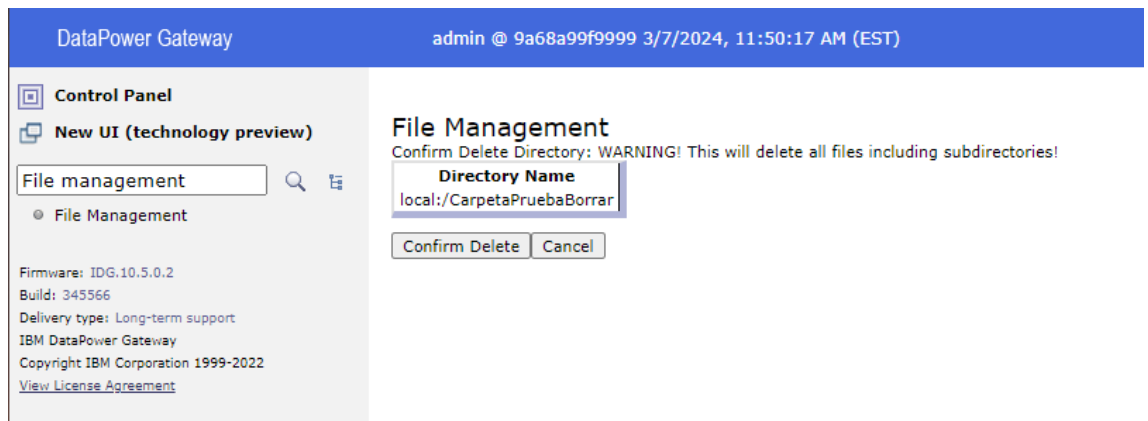 DataPower Gateway
admin @ 9a68a99f9999 3/7/2024, 11:50:17 AM (EST)
Control Panel
New UI (technology preview)
File management
File Management
Firmware: IDG.10.5.0.2
Build: 345566
Delivery type: Long-term support
IBM DataPower Gateway
Copyright IBM Corporation 1999-2022
View License Agreement
File Management
Confirm Delete Directory: WARNING! This will delete all files including subdirectories!
Directory Name
local:/CarpetaPruebaBorrar
Confirm Delete Cancel